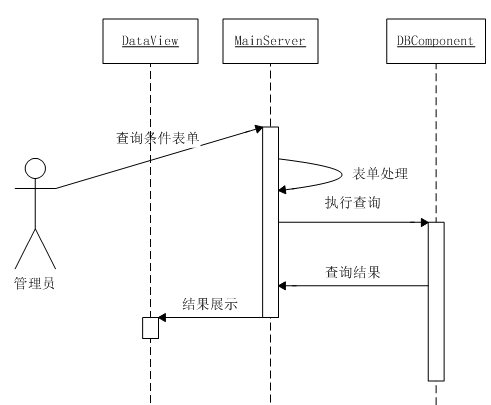 DataView
MainServer
DBComponent
查询条件表单
表单处理
执行查询
查询结果
管理员
结果展示